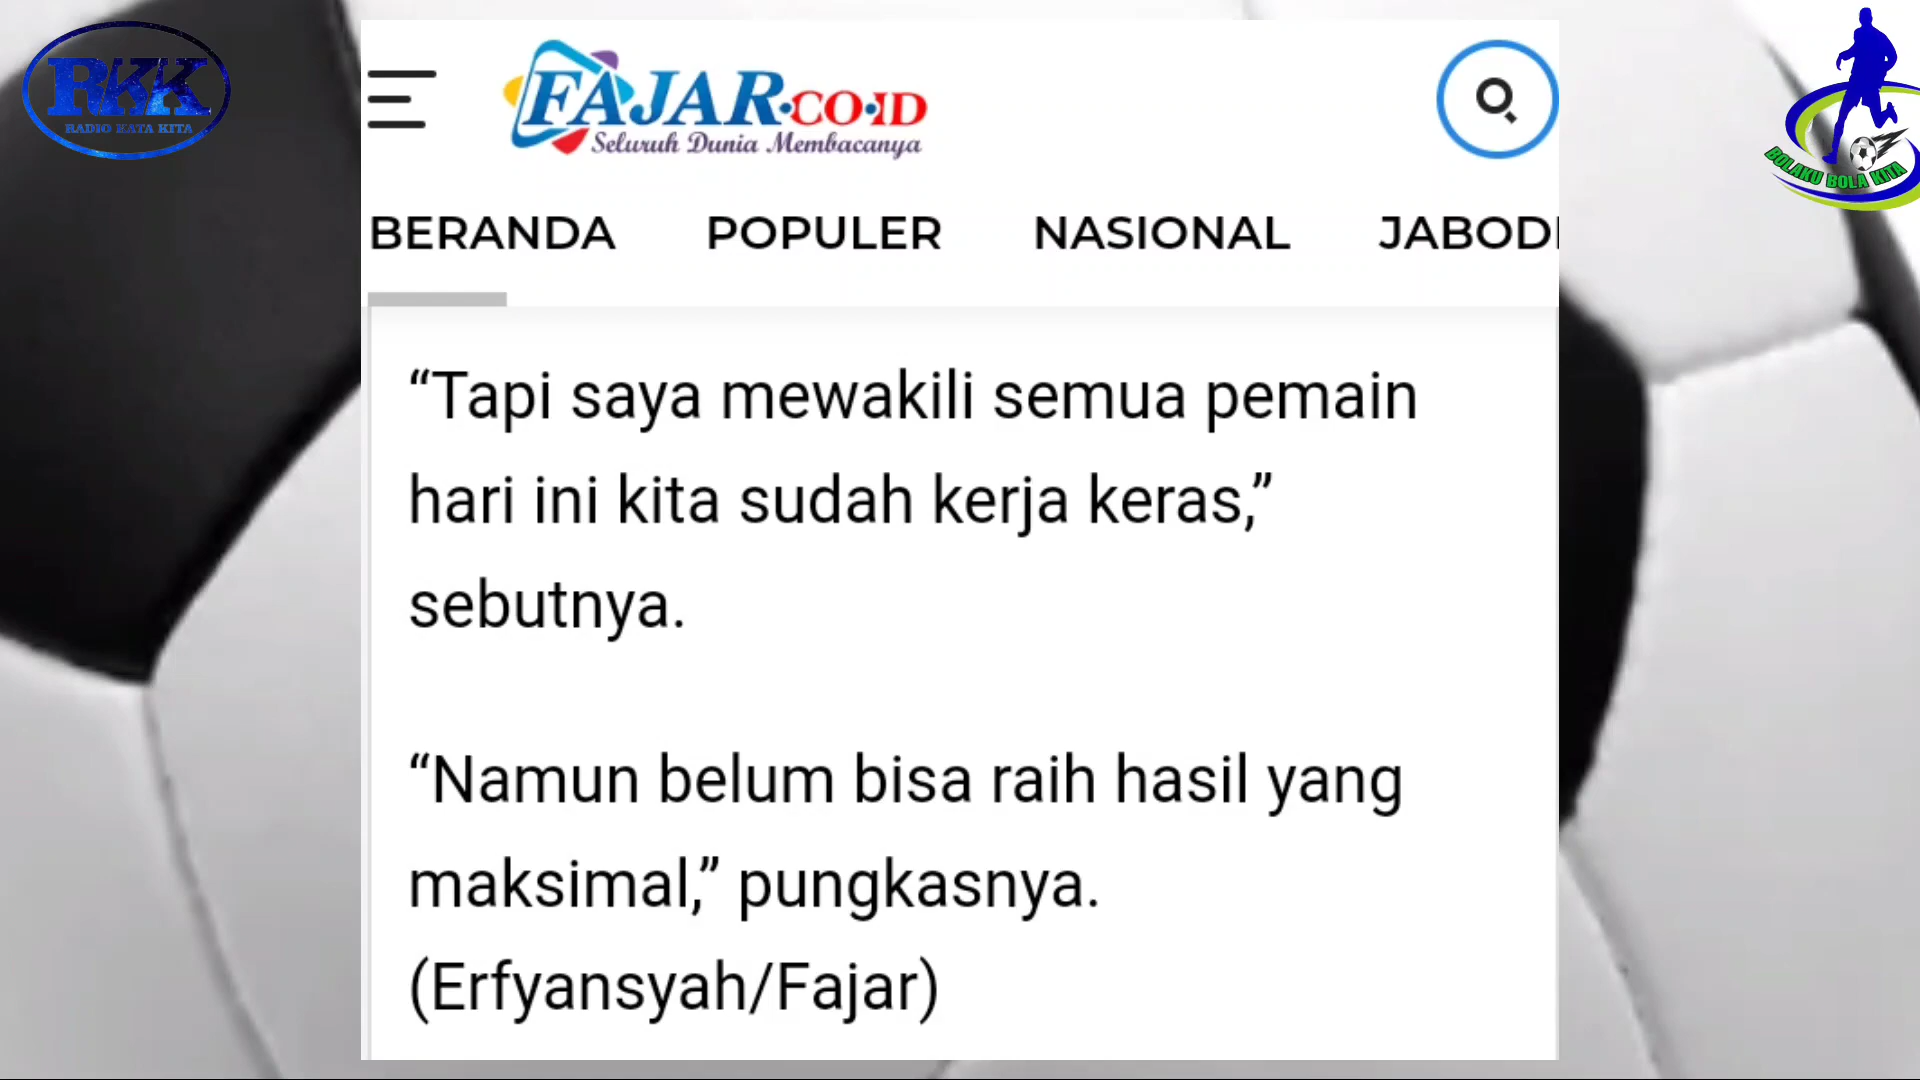 RKK
RADIO KATA KITA
FAJAR.CO.ID
Seluruh Dunia Membacanya
BOLAKU BOLA KITA
BERANDA POPULER NASIONAL JABOD
“Tapi saya mewakili semua pemain
hari ini kita sudah kerja keras,”
sebutnya.
“Namun belum bisa raih hasil yang
maksimal,” pungkasnya.
(Erfyansyah/Fajar)